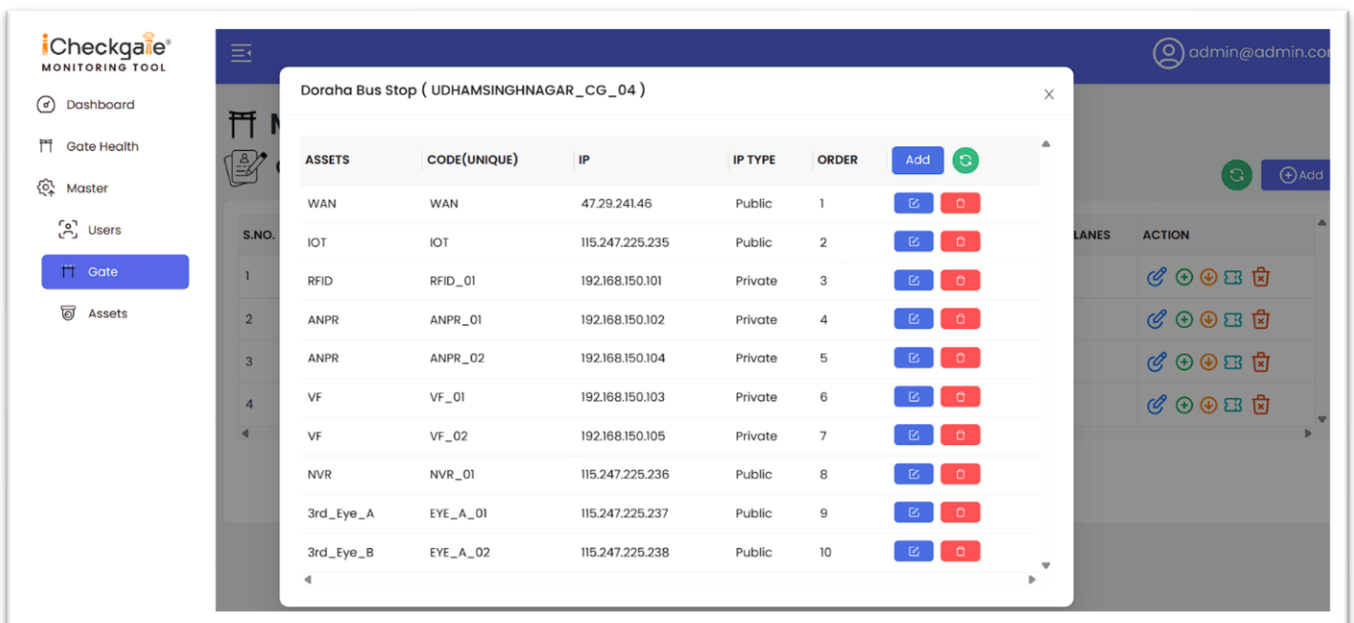 iCheckgate®
MONITORING TOOL
admin@admin.co
Dashboard
Gate Health
Master
Users
Gate
Assets
Doraha Bus Stop ( UDHAMSINGHNAGAR_CG_04 )
ASSETS CODE(UNIQUE) IP IP TYPE ORDER Add
WAN WAN 47.29.241.46 Public 1
IOT IOT 115.247.225.235 Public 2
RFID RFID_01 192.168.150.101 Private 3
ANPR ANPR_01 192.168.150.102 Private 4
ANPR ANPR_02 192.168.150.104 Private 5
VF VF_01 192.168.150.103 Private 6
VF VF_02 192.168.150.105 Private 7
NVR NVR_01 115.247.225.236 Public 8
3rd_Eye_A EYE_A_01 115.247.225.237 Public 9
3rd_Eye_B EYE_A_02 115.247.225.238 Public 10
Add
S.NO. LANES ACTION
1
2
3
4